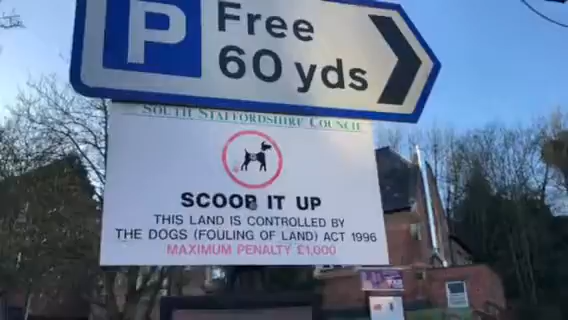 P Free
60 yds
SOUTH STAFFORDSHIRE COUNCIL
SCOOP IT UP
THIS LAND IS CONTROLLED BY
THE DOGS (FOULING OF LAND) ACT 1996
MAXIMUM PENALTY £1,000